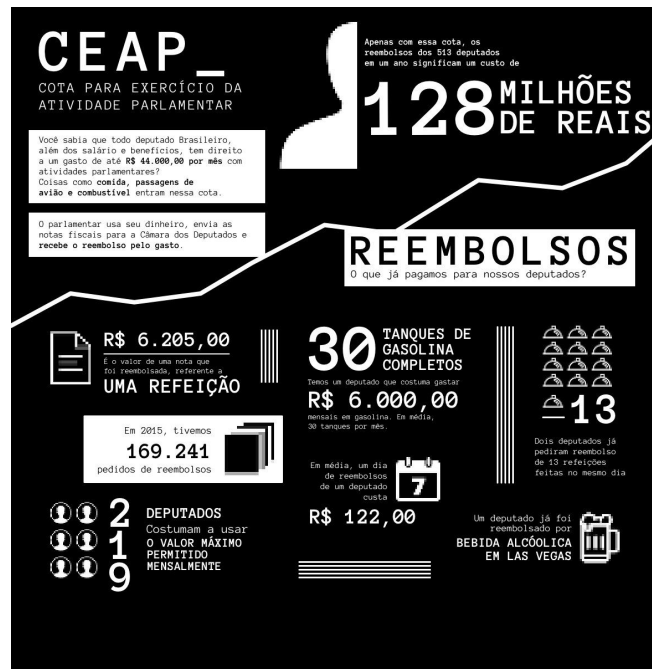 CEAP_
COTA PARA EXERCÍCIO DA
ATIVIDADE PARLAMENTAR
Você sabia que todo deputado Brasileiro,
além dos salário e benefícios, tem direito
a um gasto de até R$ 44.000,00 por mês com
atividades parlamentares?
Coisas como comida, passagens de
avião e combustível entram nessa cota.
O parlamentar usa seu dinheiro, envia as
notas fiscais para a Câmara dos Deputados e
recebe o reembolso pelo gasto.
Apenas com essa cota, os
reembolsos dos 513 deputados
em um ano significam um custo de
128 MILHÕES
DE REAIS
REEMBOLSOS
O que já pagamos para nossos deputados?
R$ 6.205,00
É o valor de uma nota que
foi reembolsada, referente a
UMA REFEIÇÃO
Em 2015, tivemos
169.241
pedidos de reembolsos
219
DEPUTADOS
Costumam a usar
O VALOR MÁXIMO
PERMITIDO
MENSALMENTE
30 TANQUES DE
GASOLINA
COMPLETOS
Temos um deputado que costuma gastar
R$ 6.000,00
mensais em gasolina. Em média,
30 tanques por mês.
Em média, um dia
de reembolsos
de um deputado
custa
7
R$ 122,00
13
Dois deputados já
pediram reembolso
de 13 refeições
feitas no mesmo dia
Um deputado já foi
reembolsado por
BEBIDA ALCÓOLICA
EM LAS VEGAS